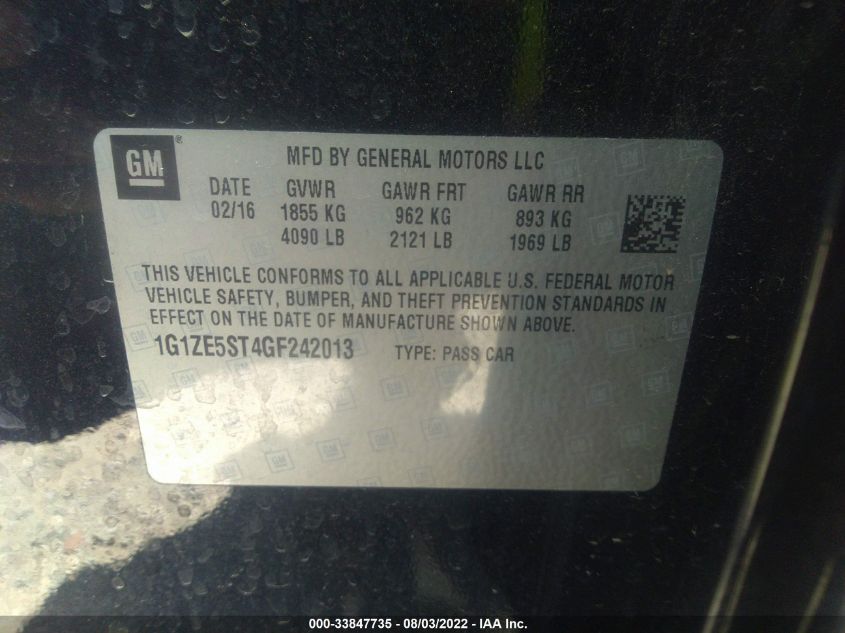 GM ®
MFD BY GENERAL MOTORS LLC
DATE GVWR GAWR FRT GAWR RR
02/16 1855 KG 962 KG 893 KG
4090 LB 2121 LB 1969 LB
THIS VEHICLE CONFORMS TO ALL APPLICABLE U.S. FEDERAL MOTOR
VEHICLE SAFETY, BUMPER, AND THEFT PREVENTION STANDARDS IN
EFFECT ON THE DATE OF MANUFACTURE SHOWN ABOVE.
1G1ZE5ST4GF242013 TYPE: PASS CAR
000-33847735 - 08/03/2022 - IAA Inc.